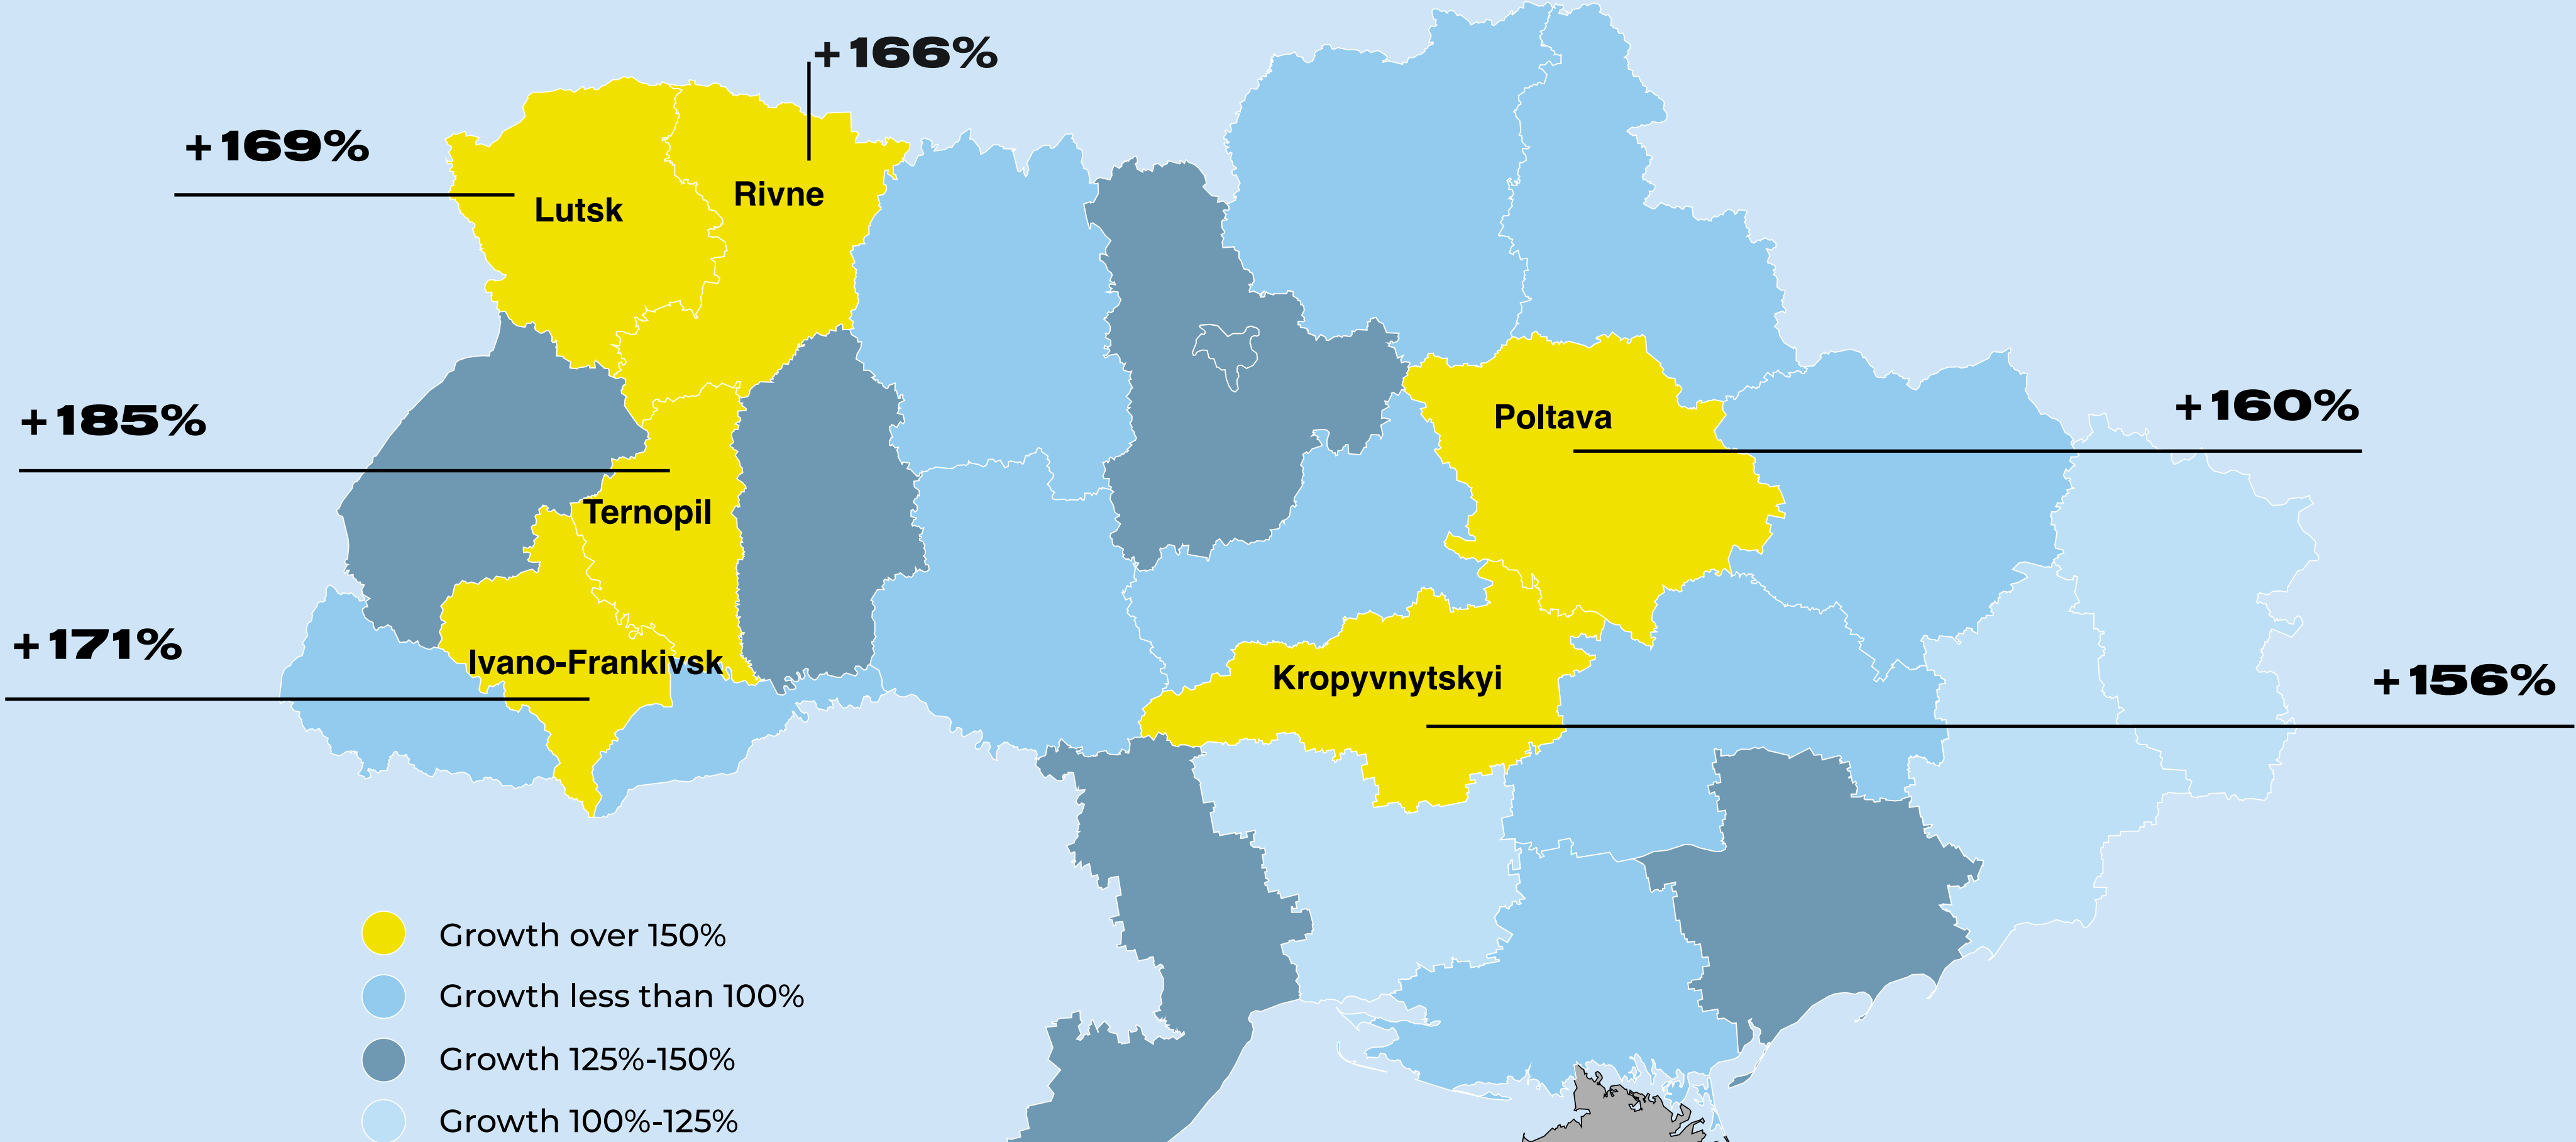 +166%
+169%
Rivne
Lutsk
+185%
+160%
Poltava
Ternopil
+171%
Ivano-Frankivsk
Kropyvnytskyi
+156%
Growth over 150%
Growth less than 100%
Growth 125%-150%
Growth 100%-125%